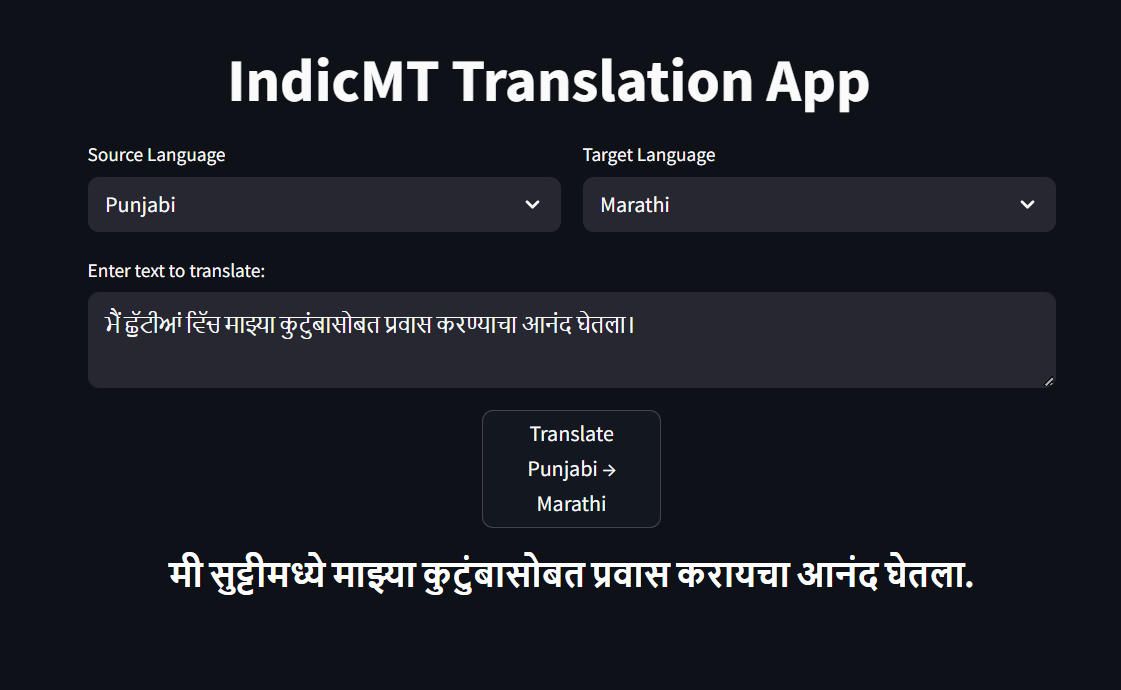 IndicMT Translation App
Source Language
Target Language
Punjabi
Marathi
Enter text to translate:
ਮੈਂ ਛੁੱਟੀਆਂ ਵਿੱਚ माझ्या कुटुंबासोबत प्रवास करण्याचा आनंद घेतला।
Translate
Punjabi →
Marathi
मी सुट्टीमध्ये माझ्या कुटुंबासोबत प्रवास करायचा आनंद घेतला.